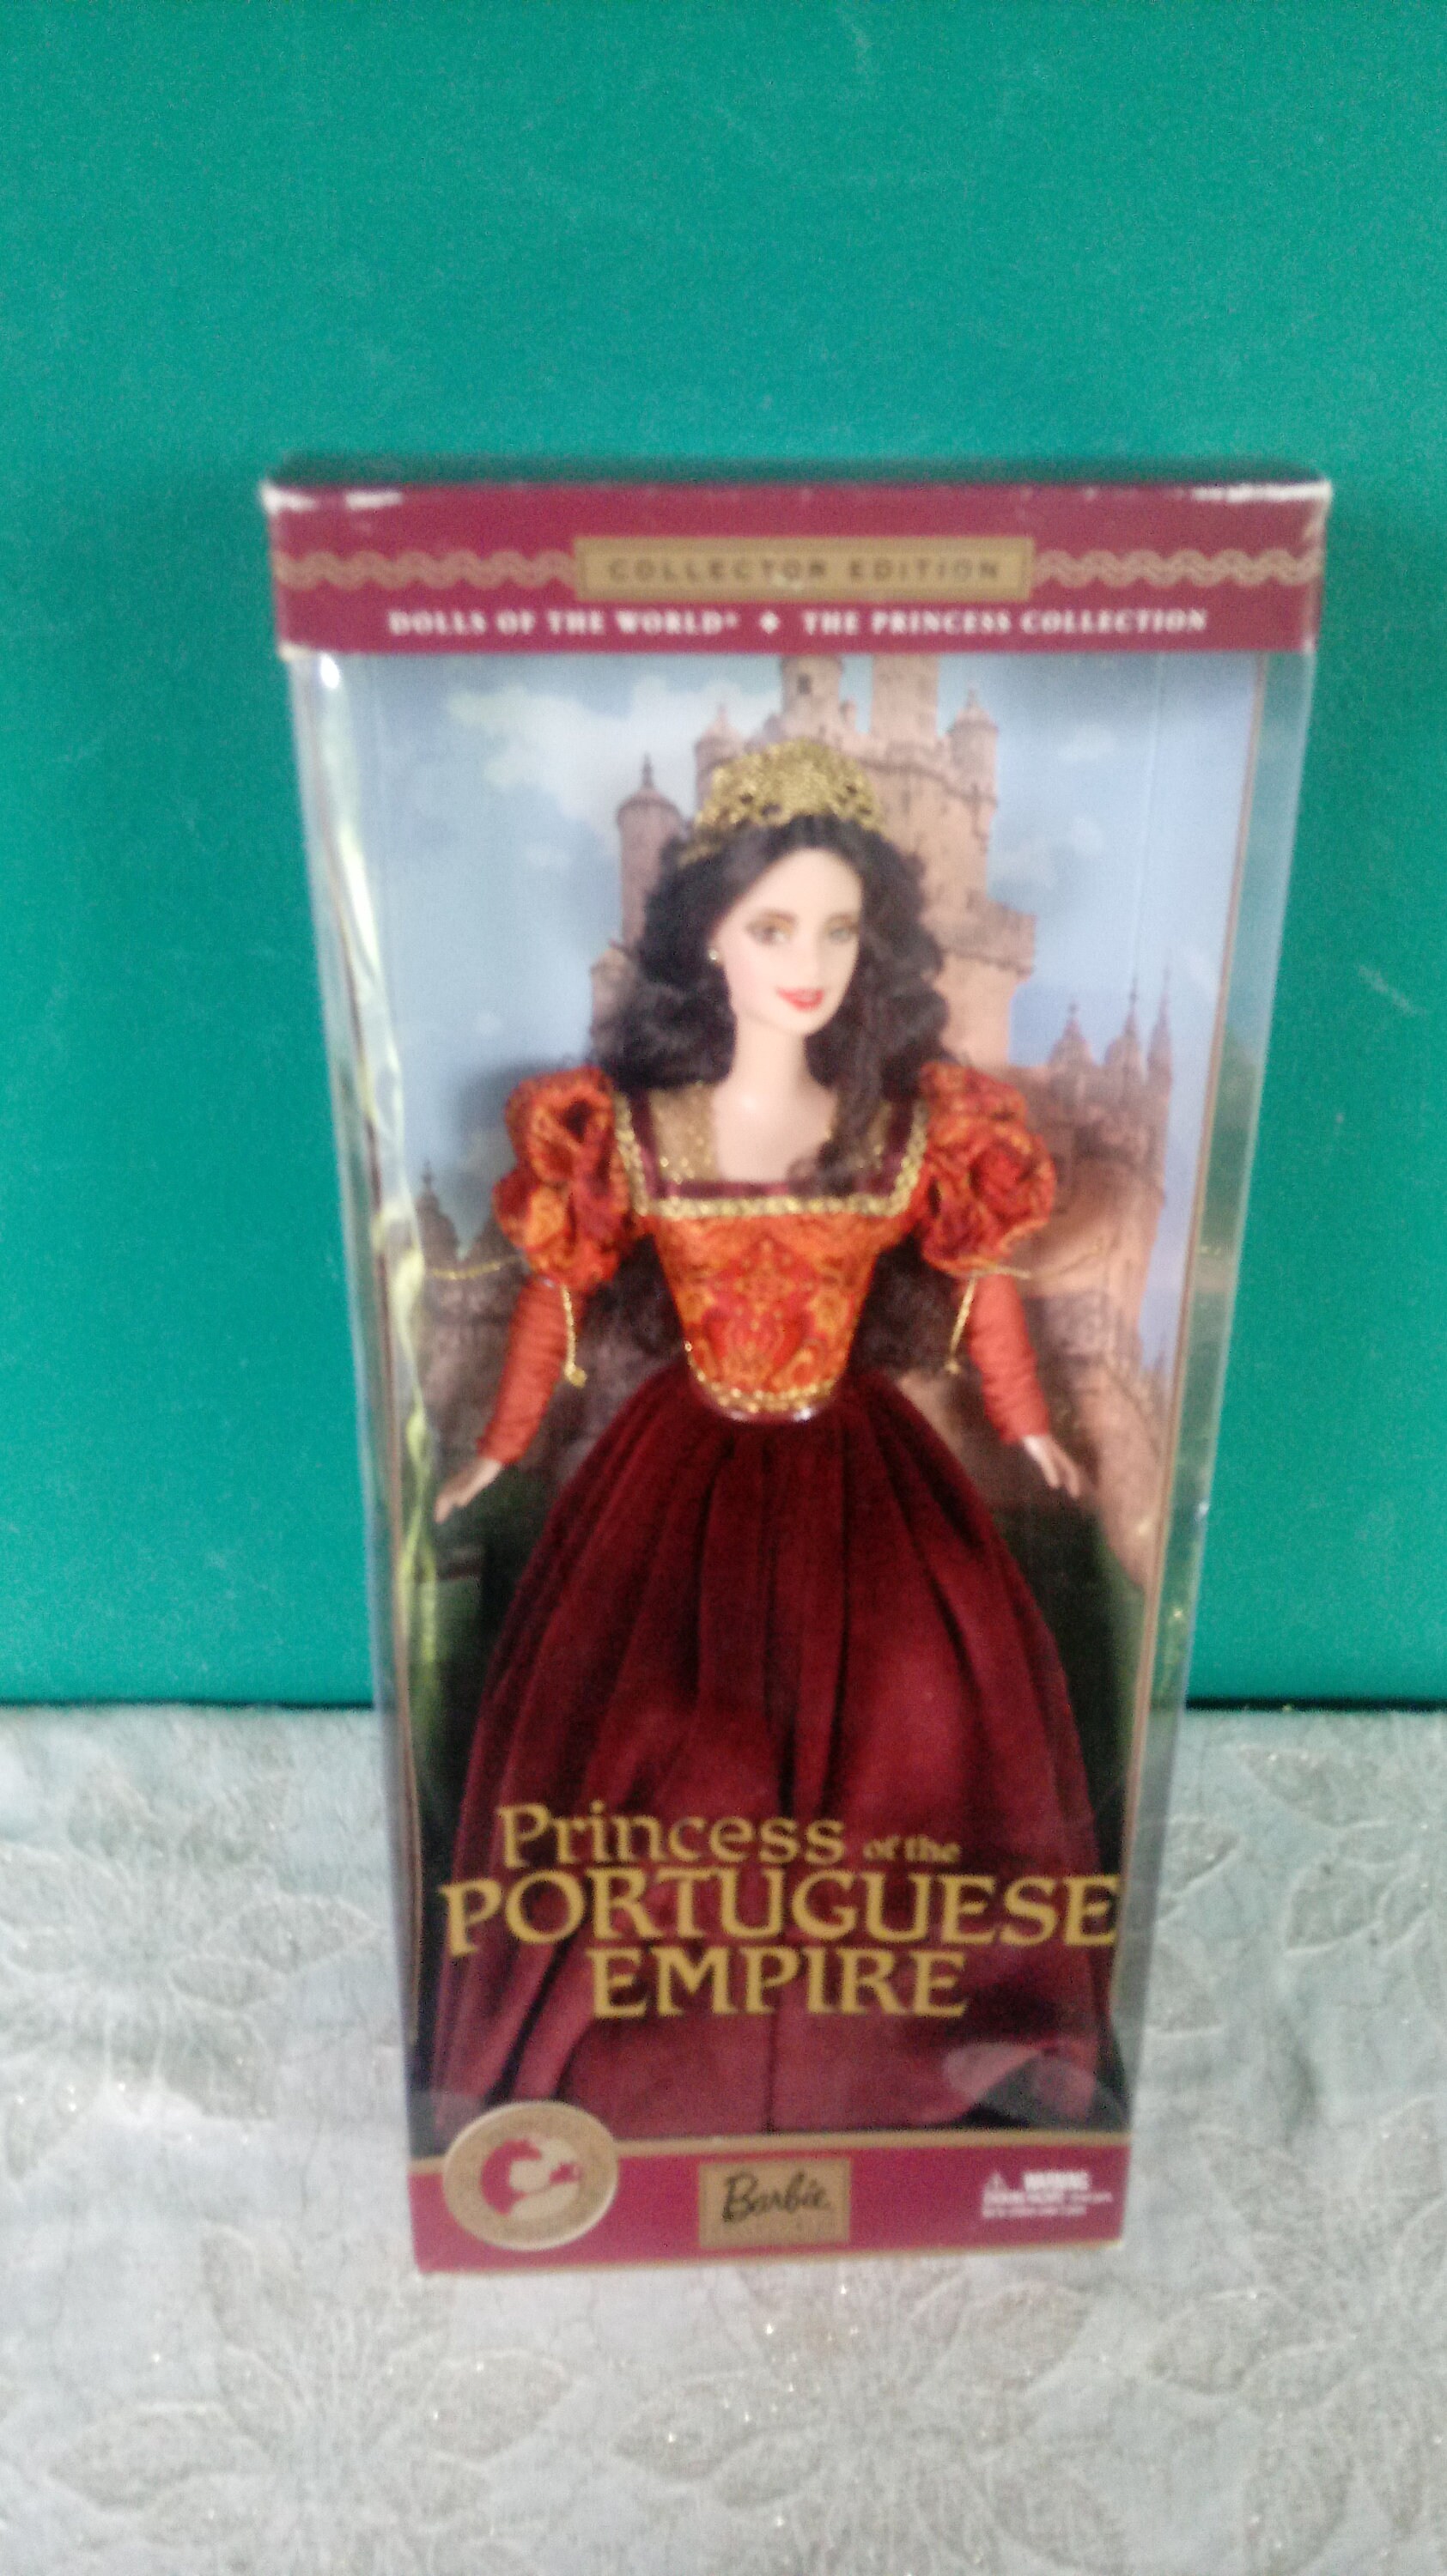 COLLECTOR EDITION
DOLLS OF THE WORLD® ❖ THE PRINCESS COLLECTION
Princess of the
PORTUGUESE
EMPIRE
Barbie
WARNING